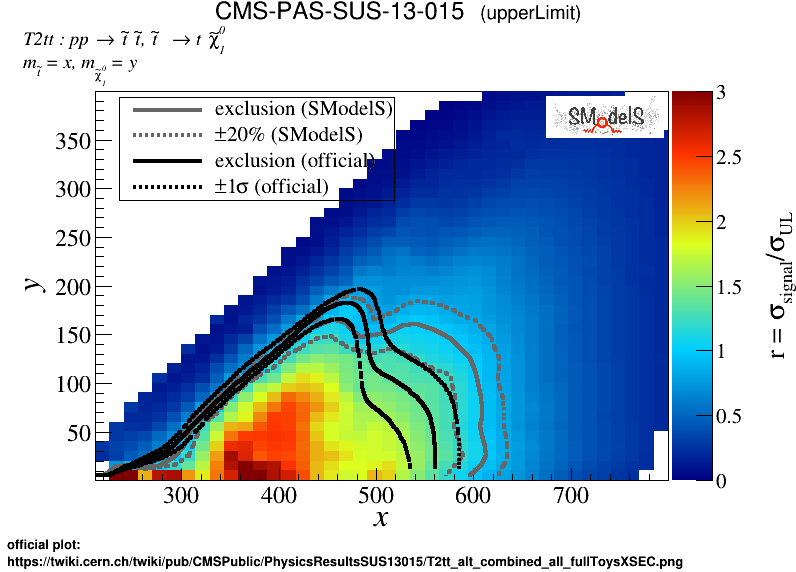 CMS-PAS-SUS-13-015 (upperLimit)
T2tt : pp → t̃ t̃, t̃ → t χ̃₁⁰
m_t̃ = x, m_χ̃₁⁰ = y
exclusion (SModelS)
±20% (SModelS)
exclusion (official)
±1σ (official)
SModelS
350
300
250
200
150
100
50
y
300 400 500 600 700
x
3
2.5
2
1.5
1
0.5
0
r = σ_signal/σ_UL
official plot:
https://twiki.cern.ch/twiki/pub/CMSPublic/PhysicsResultsSUS13015/T2tt_alt_combined_all_fullToysXSEC.png